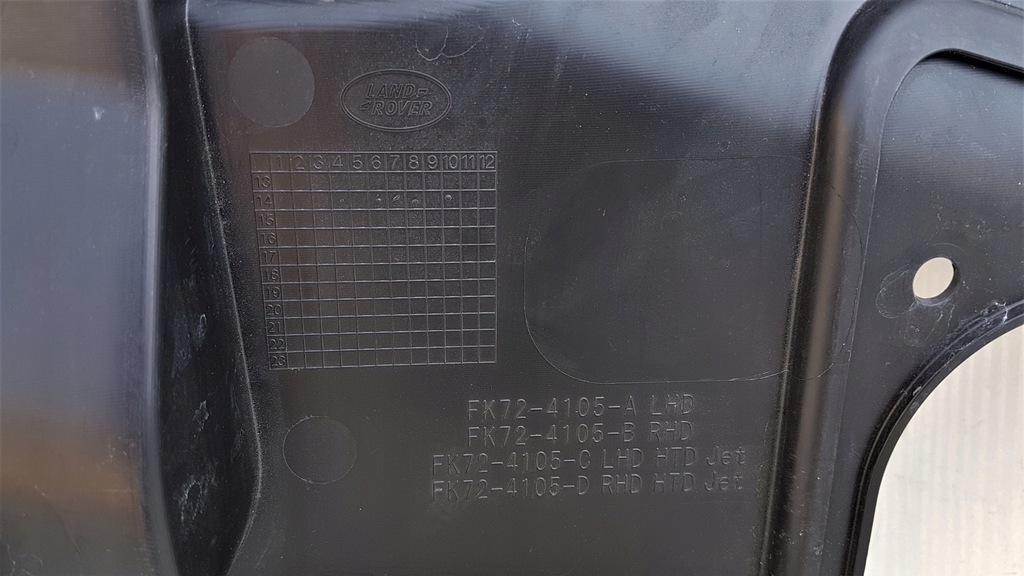 LAND-
ROVER
1 2 3 4 5 6 7 8 9 10 11 12
13
14
15
16
17
18
19
20
21
22
23
FK72-4105-A LHD
FK72-4105-B RHD
FK72-4105-C LHD HTD Jet
FK72-4105-D RHD HTD Jet